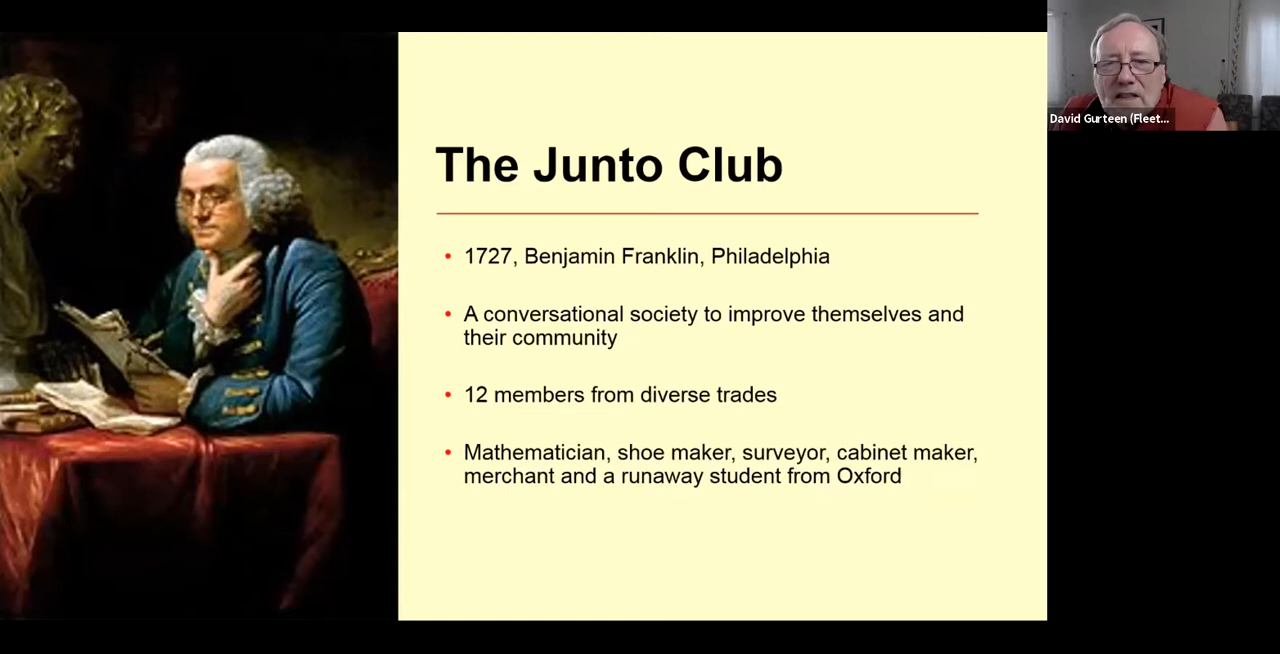 The Junto Club
• 1727, Benjamin Franklin, Philadelphia
• A conversational society to improve themselves and
their community
• 12 members from diverse trades
• Mathematician, shoe maker, surveyor, cabinet maker,
merchant and a runaway student from Oxford
David Gurteen (Fleet...